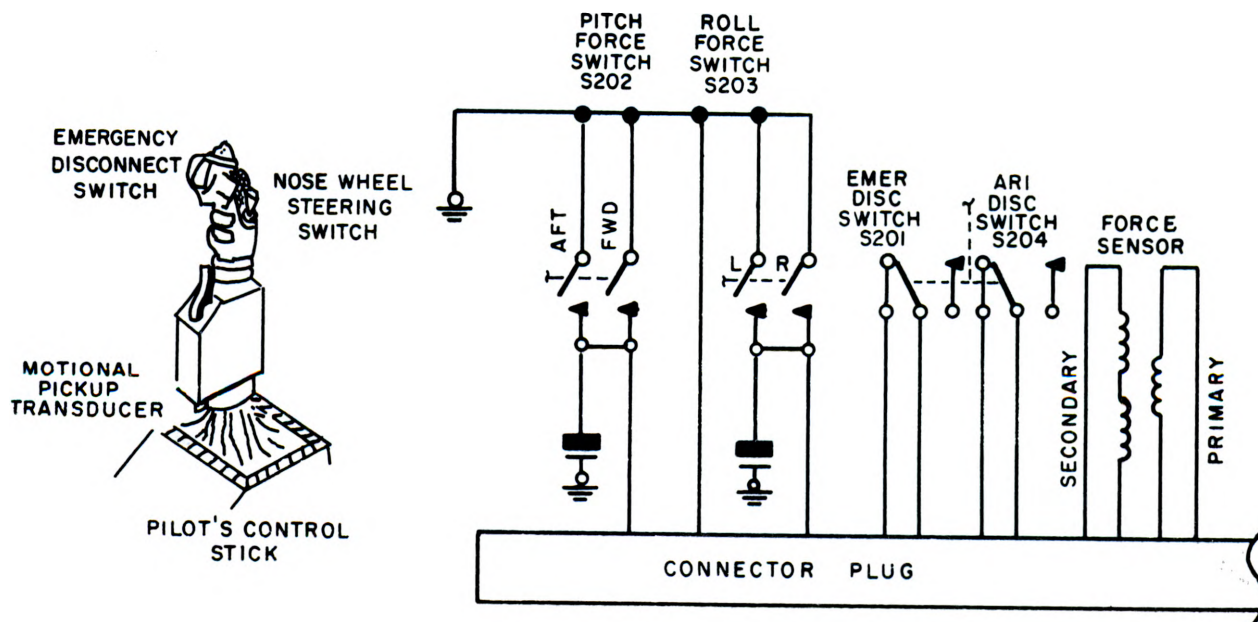 PITCH
FORCE
SWITCH
S202
ROLL
FORCE
SWITCH
S203
EMERGENCY
DISCONNECT
SWITCH
NOSE WHEEL
STEERING
SWITCH
AFT
FWD
L
R
EMER
DISC
SWITCH
S201
ARI
DISC
SWITCH
S204
FORCE
SENSOR
MOTIONAL
PICKUP
TRANSDUCER
SECONDARY
PRIMARY
PILOT'S CONTROL
STICK
CONNECTOR PLUG